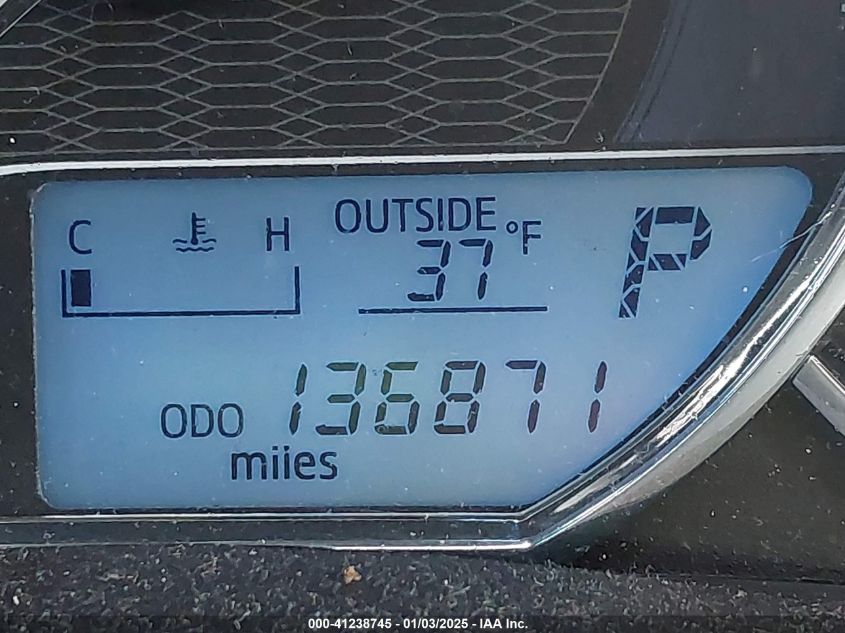 OUTSIDE
C H 37 °F P
ODO 136871
miles
000-41238745 - 01/03/2025 - IAA Inc.